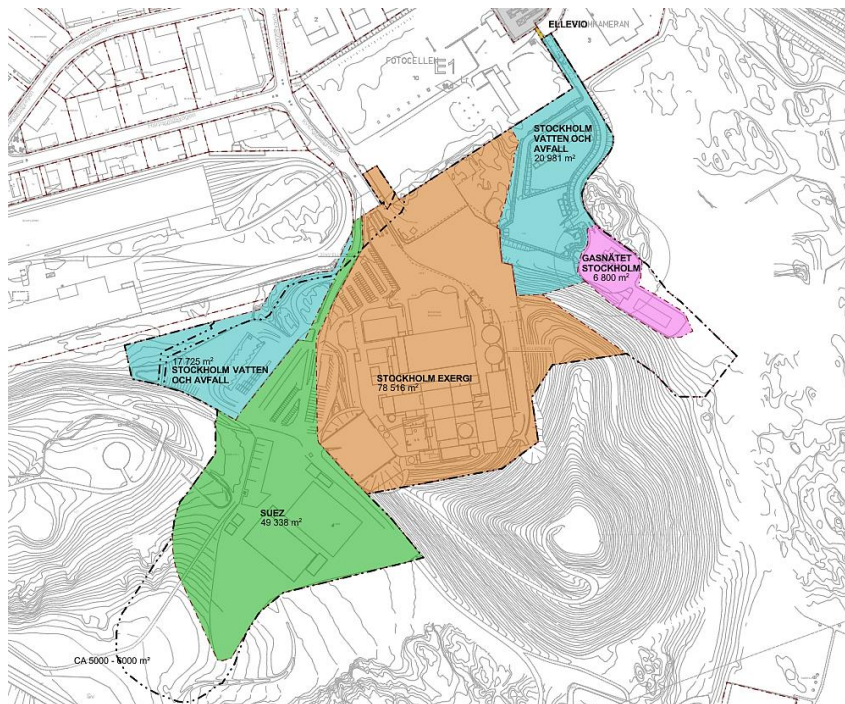 ELLEVIO
FOTOCELLEN
E1
STOCKHOLM
VATTEN OCH
AVFALL
20 981 m²
GASNÄTET
STOCKHOLM
6 800 m²
17 725 m²
STOCKHOLM VATTEN
OCH AVFALL
STOCKHOLM EXERGI
78 516 m²
SUEZ
49 338 m²
CA 5000 - 6000 m²